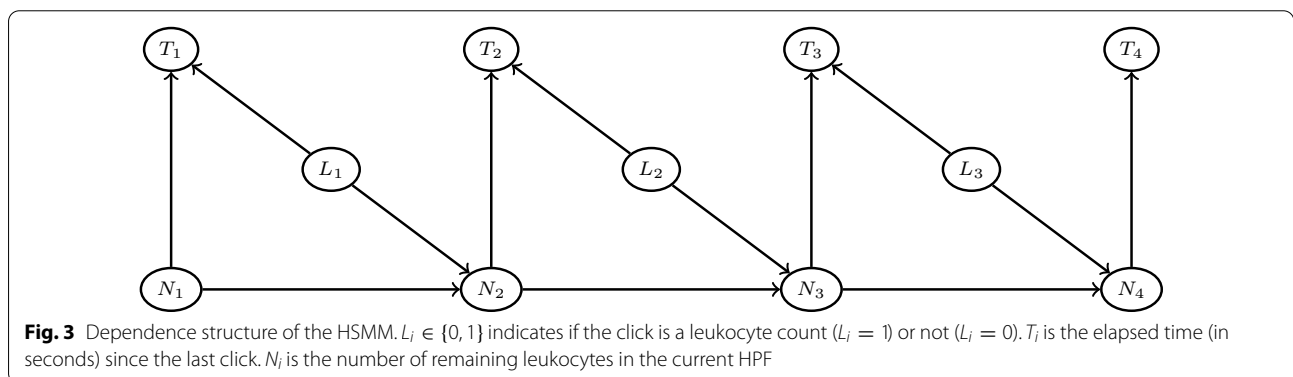 T₁ T₂ T₃ T₄
L₁ L₂ L₃
N₁ N₂ N₃ N₄
Fig. 3 Dependence structure of the HSMM. Lᵢ ∈ {0, 1} indicates if the click is a leukocyte count (Lᵢ = 1) or not (Lᵢ = 0). Tᵢ is the elapsed time (in
seconds) since the last click. Nᵢ is the number of remaining leukocytes in the current HPF